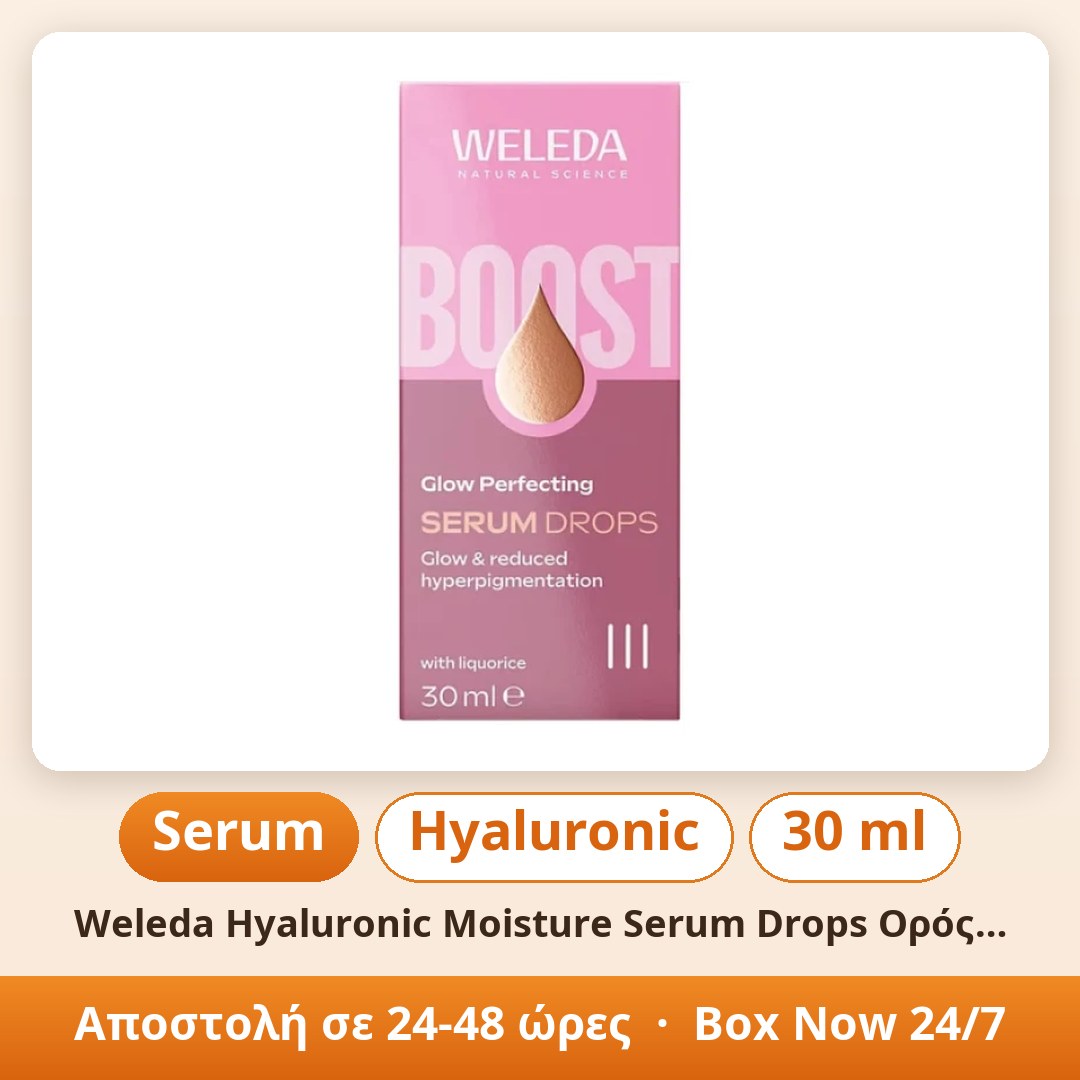 WELEDA
NATURAL SCIENCE
BOOST
Glow Perfecting
SERUM DROPS
Glow & reduced
hyperpigmentation
with liquorice
30 ml ℮
Serum
Hyaluronic
30 ml
Weleda Hyaluronic Moisture Serum Drops Ορός...
Αποστολή σε 24-48 ώρες · Box Now 24/7